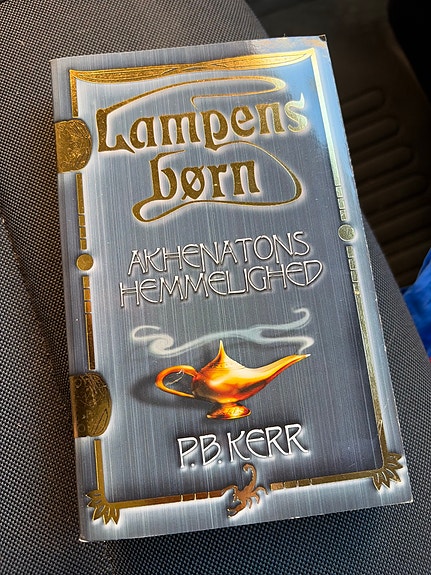 Lampens
børn
AKHENATONS
HEMMELIGHED
P.B. KERR